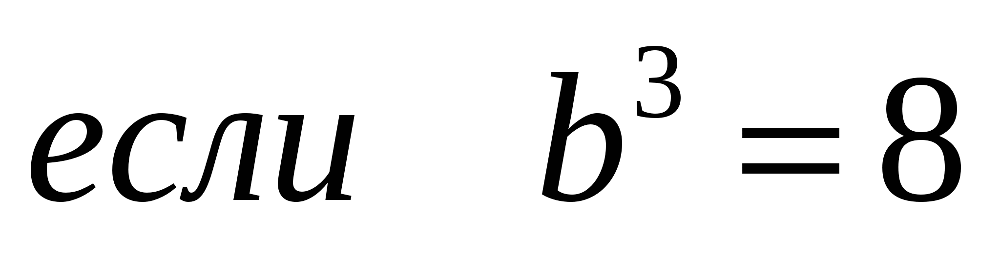 если b³ = 8